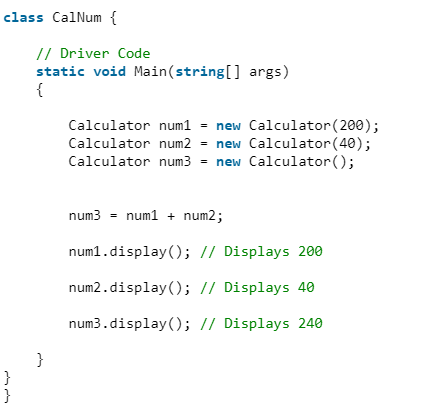 class CalNum {
// Driver Code
static void Main(string[] args)
{
Calculator num1 = new Calculator(200);
Calculator num2 = new Calculator(40);
Calculator num3 = new Calculator();
num3 = num1 + num2;
num1.display(); // Displays 200
num2.display(); // Displays 40
num3.display(); // Displays 240
}
}
}